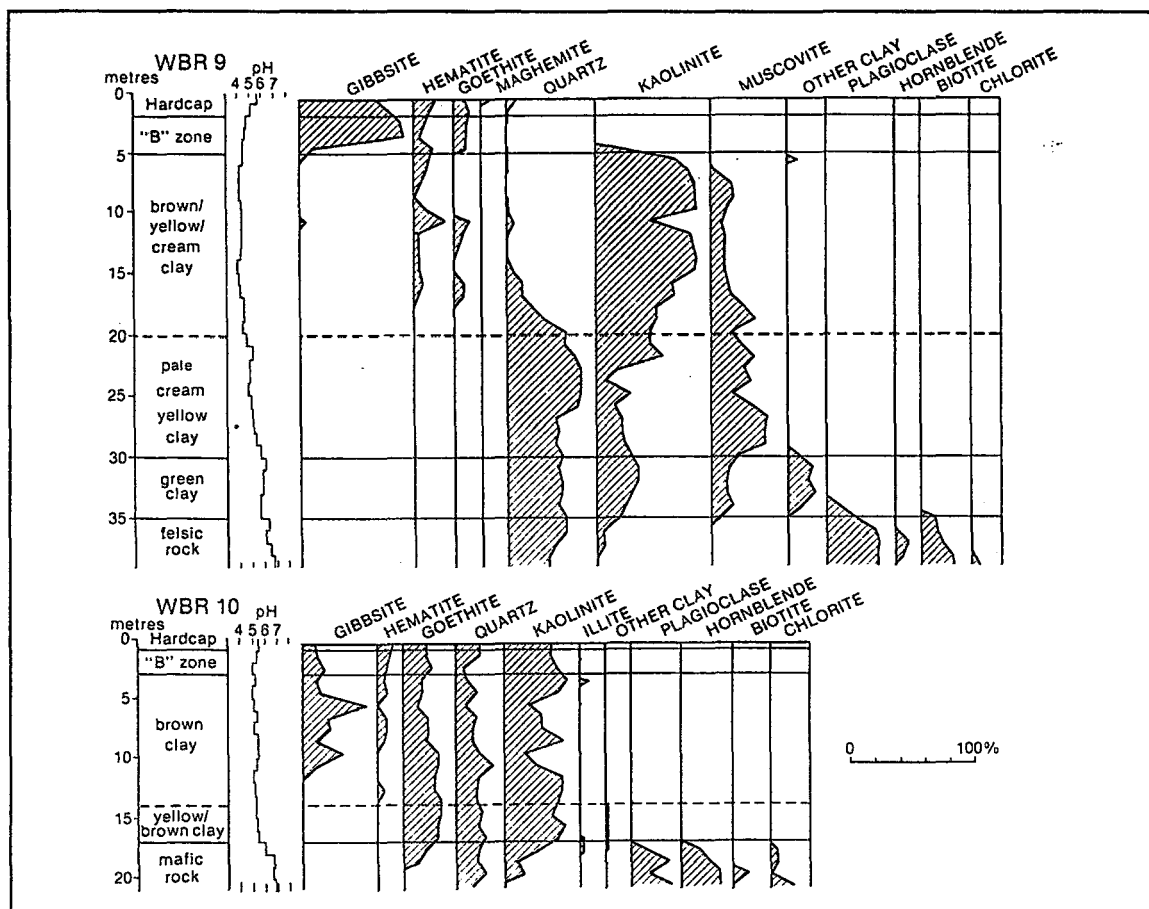 WBR 9
metres
pH
4 5 6 7
GIBBSITE
HEMATITE
GOETHITE
MAGHEMITE
QUARTZ
KAOLINITE
MUSCOVITE
OTHER CLAY
PLAGIOCLASE
HORNBLENDE
BIOTITE
CHLORITE
0
Hardcap
"B" zone
5
brown/
yellow/
cream
clay
10
15
20
pale
cream
yellow
clay
25
30
green
clay
35
felsic
rock
WBR 10
metres
pH
4 5 6 7
GIBBSITE
HEMATITE
GOETHITE
QUARTZ
KAOLINITE
ILLITE
OTHER CLAY
PLAGIOCLASE
HORNBLENDE
BIOTITE
CHLORITE
0
Hardcap
"B" zone
5
brown
clay
10
15
yellow/
brown clay
mafic
rock
20
0 100%